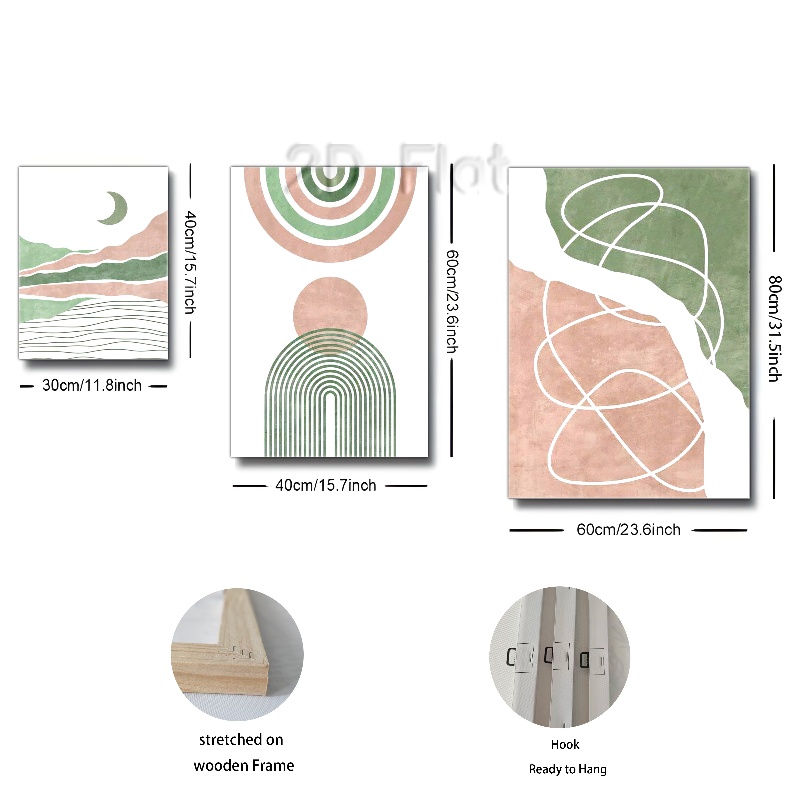 3D Flat
40cm/15.7inch
30cm/11.8inch
60cm/23.6inch
40cm/15.7inch
80cm/31.5inch
60cm/23.6inch
stretched on
wooden Frame
Hook
Ready to Hang